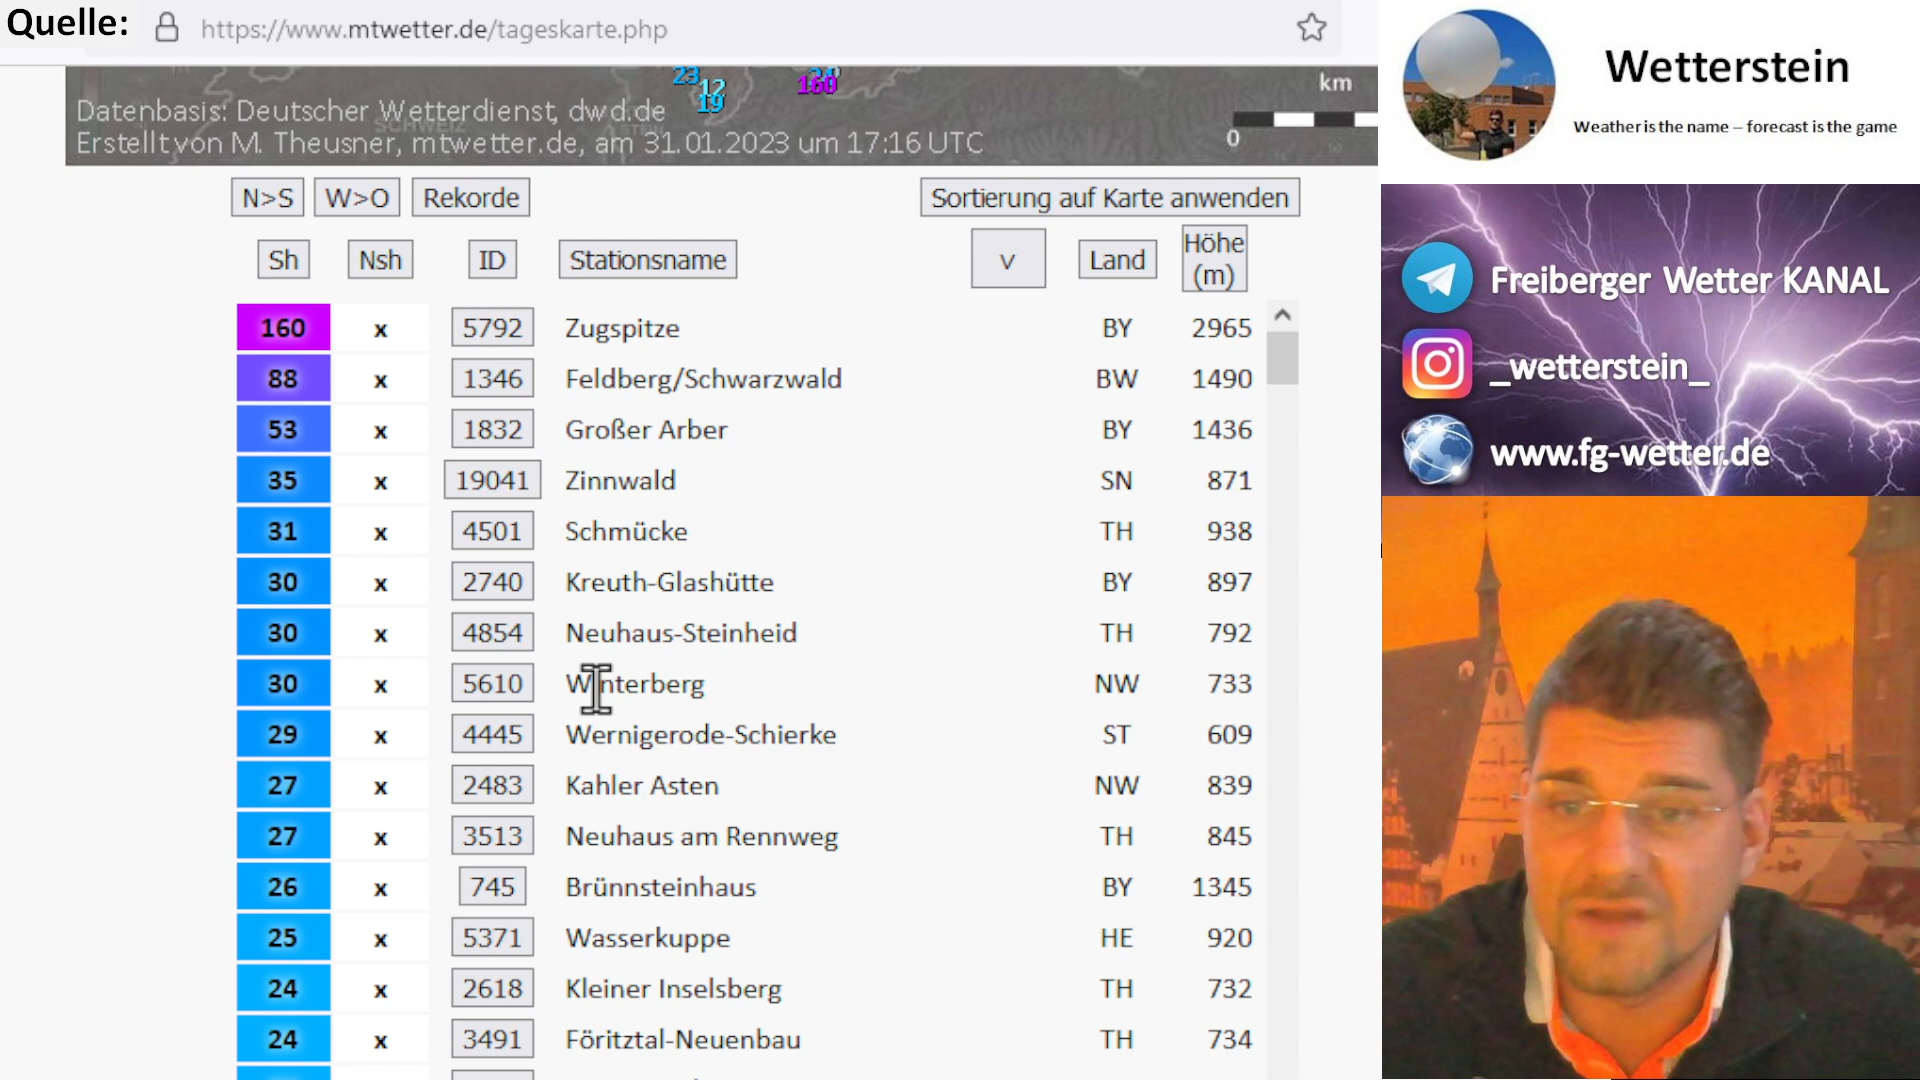 Quelle:
https://www.mtwetter.de/tageskarte.php
23
12
19
160
km
0
Datenbasis: Deutscher Wetterdienst, dwd.de
SCHWEIZ
Erstellt von M. Theusner, mtwetter.de, am 31.01.2023 um 17:16 UTC
N>S W>O Rekorde Sortierung auf Karte anwenden
Sh Nsh ID Stationsname v Land Höhe (m)
160 x 5792 Zugspitze BY 2965
88 x 1346 Feldberg/Schwarzwald BW 1490
53 x 1832 Großer Arber BY 1436
35 x 19041 Zinnwald SN 871
31 x 4501 Schmücke TH 938
30 x 2740 Kreuth-Glashütte BY 897
30 x 4854 Neuhaus-Steinheid TH 792
30 x 5610 Winterberg NW 733
29 x 4445 Wernigerode-Schierke ST 609
27 x 2483 Kahler Asten NW 839
27 x 3513 Neuhaus am Rennweg TH 845
26 x 745 Brünnsteinhaus BY 1345
25 x 5371 Wasserkuppe HE 920
24 x 2618 Kleiner Inselsberg TH 732
24 x 3491 Föritztal-Neuenbau TH 734
Wetterstein
Weather is the name – forecast is the game
Freiberger Wetter KANAL
_wetterstein_
www.fg-wetter.de